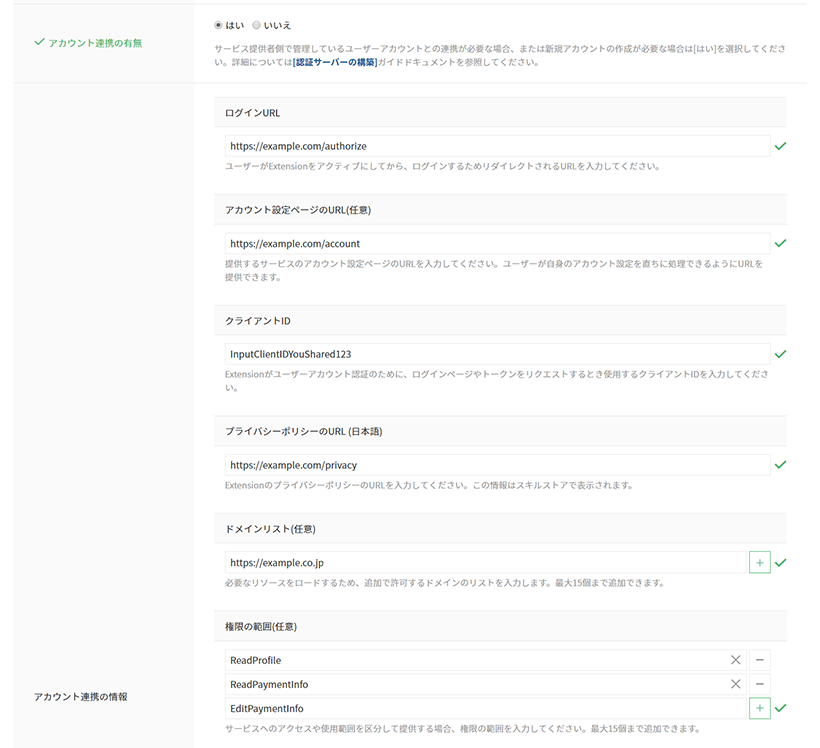 はい いいえ
アカウント連携の有無
サービス提供者側で管理しているユーザーアカウントとの連携が必要な場合、または新規アカウントの作成が必要な場合は[はい]を選択してくださ
い。詳細については[認証サーバーの構築]ガイドドキュメントを参照してください。
ログインURL
https://example.com/authorize
ユーザーがExtensionをアクティブにしてから、ログインするためリダイレクトされるURLを入力してください。
アカウント設定ページのURL(任意)
https://example.com/account
提供するサービスのアカウント設定ページのURLを入力してください。ユーザーが自身のアカウント設定を直ちに処理できるようにURLを
提供できます。
クライアントID
InputClientIDYouShared123
Extensionがユーザーアカウント認証のために、ログインページやトークンをリクエストするとき使用するクライアントIDを入力してくださ
い。
プライバシーポリシーのURL (日本語)
https://example.com/privacy
ExtensionのプライバシーポリシーのURLを入力してください。この情報はスキルストアで表示されます。
ドメインリスト(任意)
https://example.co.jp
必要なリソースをロードするため、追加で許可するドメインのリストを入力します。最大15個まで追加できます。
権限の範囲(任意)
ReadProfile
ReadPaymentInfo
アカウント連携の情報
EditPaymentInfo
サービスへのアクセスや使用範囲を区分して提供する場合、権限の範囲を入力してください。最大15個まで追加できます。